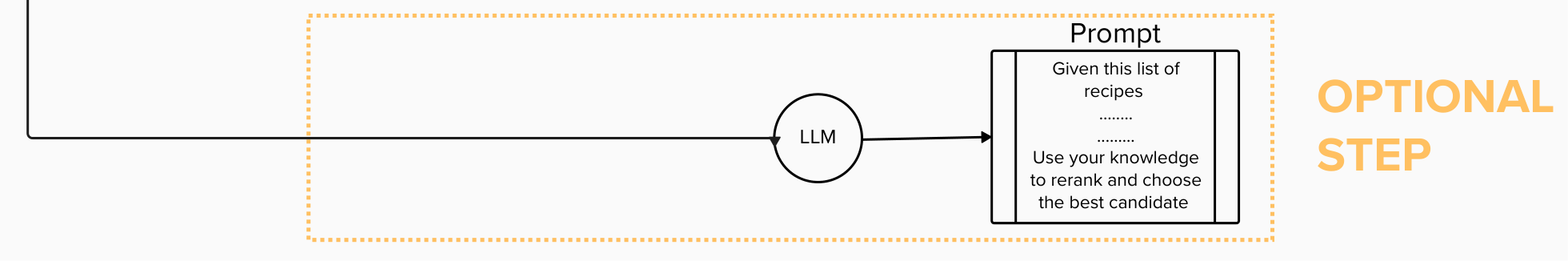 Prompt
Given this list of
recipes
........
.........
Use your knowledge
to rerank and choose
the best candidate
LLM
OPTIONAL
STEP